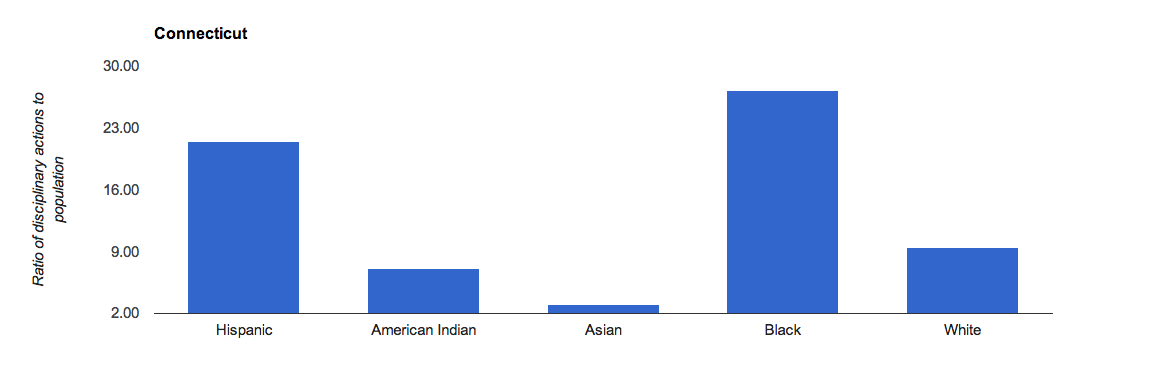 Connecticut
30.00
23.00
16.00
9.00
2.00
Ratio of disciplinary actions to
population
Hispanic
American Indian
Asian
Black
White